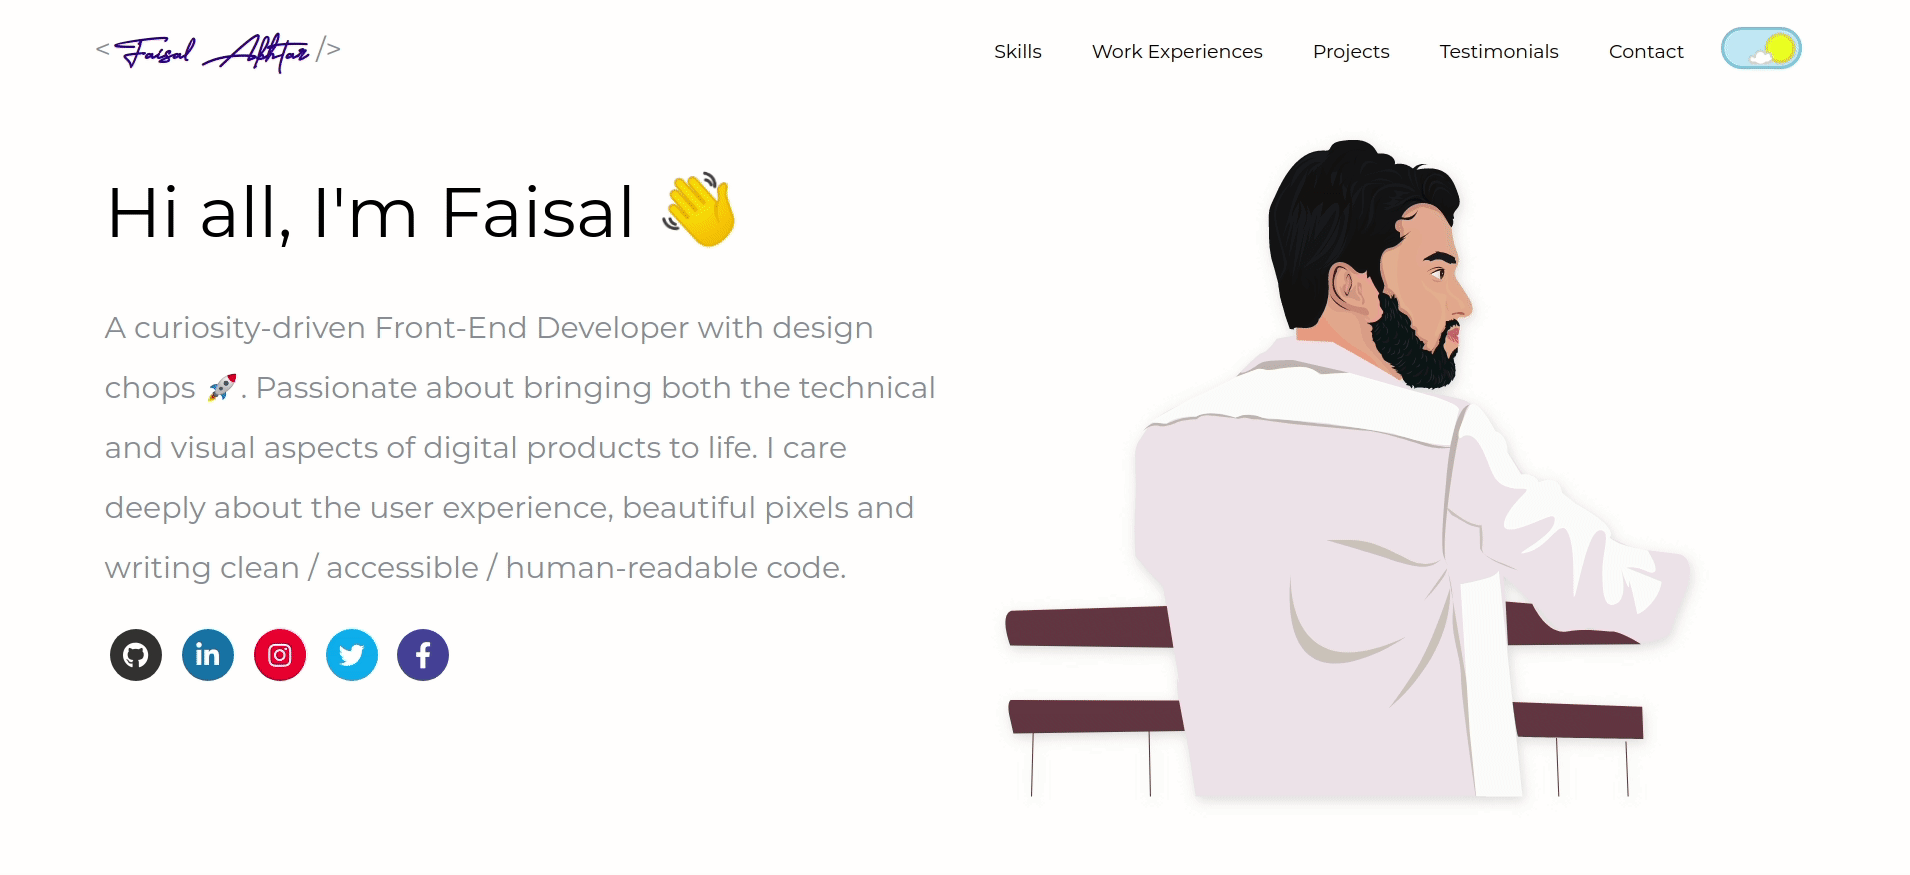 <Faisal Akhtar/>
Skills Work Experiences Projects Testimonials Contact
Hi all, I'm Faisal 👋
A curiosity-driven Front-End Developer with design
chops 🚀. Passionate about bringing both the technical
and visual aspects of digital products to life. I care
deeply about the user experience, beautiful pixels and
writing clean / accessible / human-readable code.